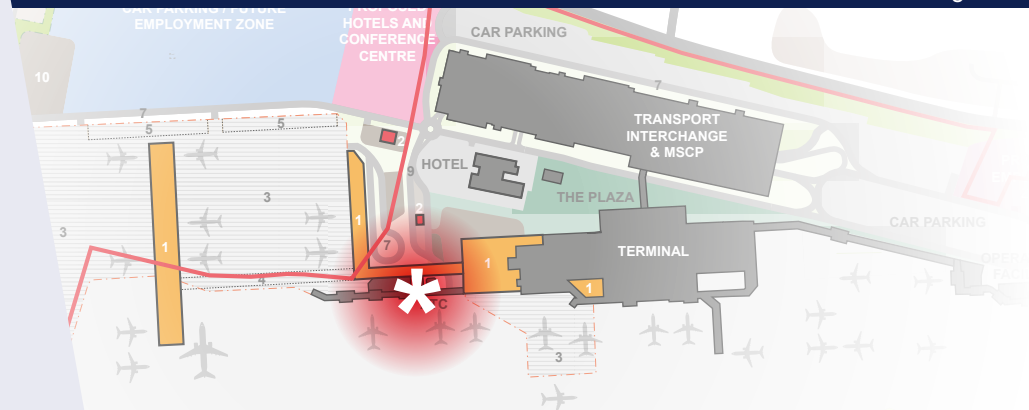 CAR PARKING / FUTURE
EMPLOYMENT ZONE
PROPOSED
HOTELS AND
CONFERENCE
CENTRE
CAR PARKING
10
7
7
5
5
TRANSPORT
INTERCHANGE
& MSCP
2
HOTEL
9
3
THE PLAZA
2
1
3
CAR PARKING
7
1
TERMINAL
1
4
1
3